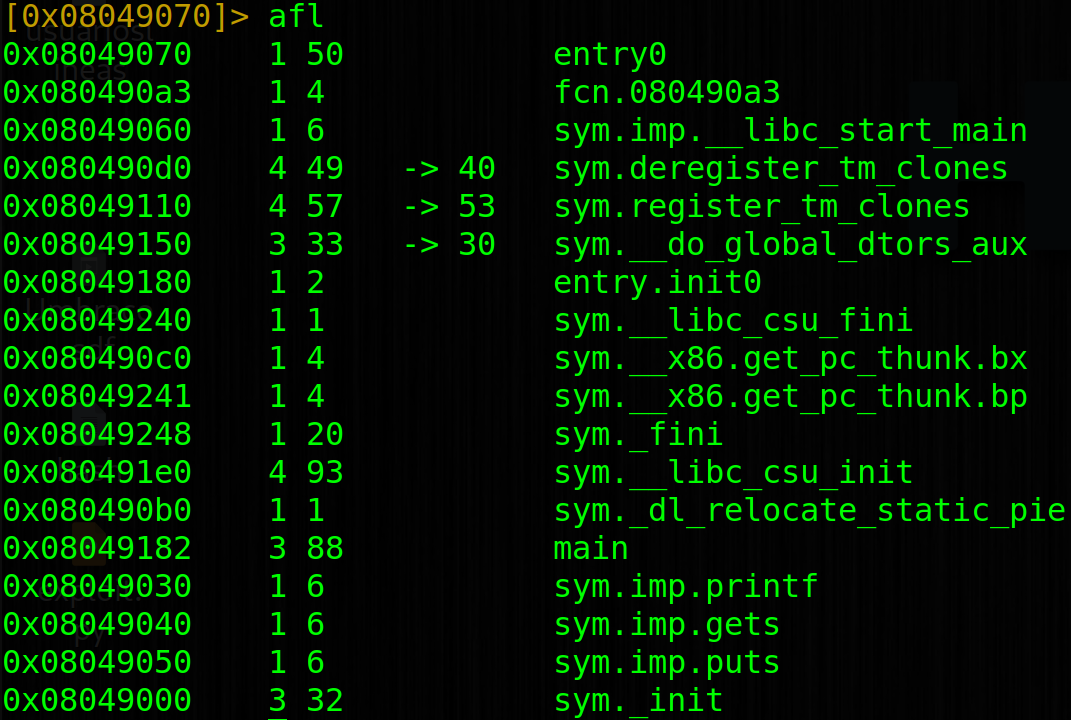 [0x08049070]> afl
0x08049070    1 50           entry0
0x080490a3    1 4            fcn.080490a3
0x08049060    1 6            sym.imp.__libc_start_main
0x080490d0    4 49   -> 40   sym.deregister_tm_clones
0x08049110    4 57   -> 53   sym.register_tm_clones
0x08049150    3 33   -> 30   sym.__do_global_dtors_aux
0x08049180    1 2            entry.init0
0x08049240    1 1            sym.__libc_csu_fini
0x080490c0    1 4            sym.__x86.get_pc_thunk.bx
0x08049241    1 4            sym.__x86.get_pc_thunk.bp
0x08049248    1 20           sym._fini
0x080491e0    4 93           sym.__libc_csu_init
0x080490b0    1 1            sym._dl_relocate_static_pie
0x08049182    3 88           main
0x08049030    1 6            sym.imp.printf
0x08049040    1 6            sym.imp.gets
0x08049050    1 6            sym.imp.puts
0x08049000    3 32           sym._init